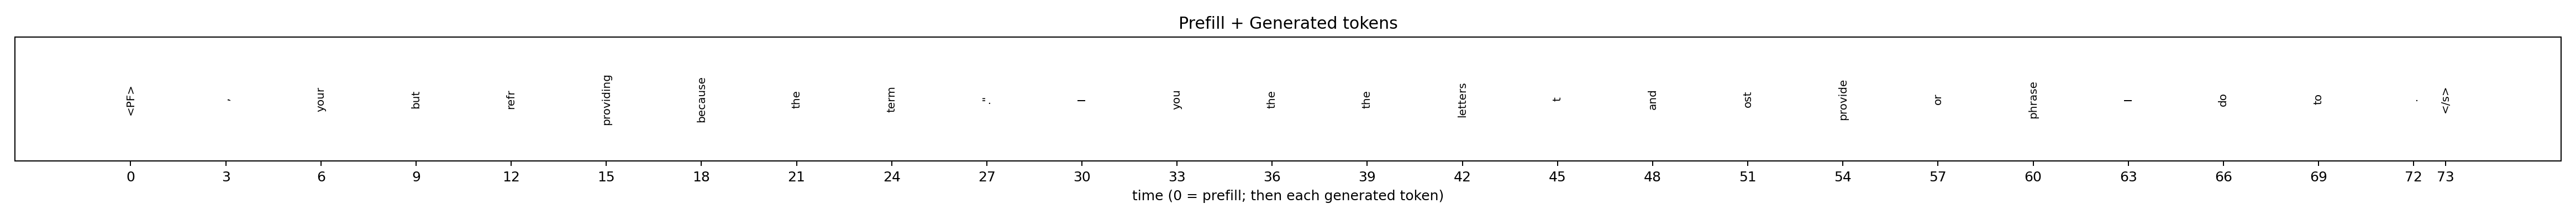 Prefill + Generated tokens
<PF> , your but refr providing because the term ". I you the the letters t and ost provide or phrase I do to . </s>
0 3 6 9 12 15 18 21 24 27 30 33 36 39 42 45 48 51 54 57 60 63 66 69 72 73
time (0 = prefill; then each generated token)